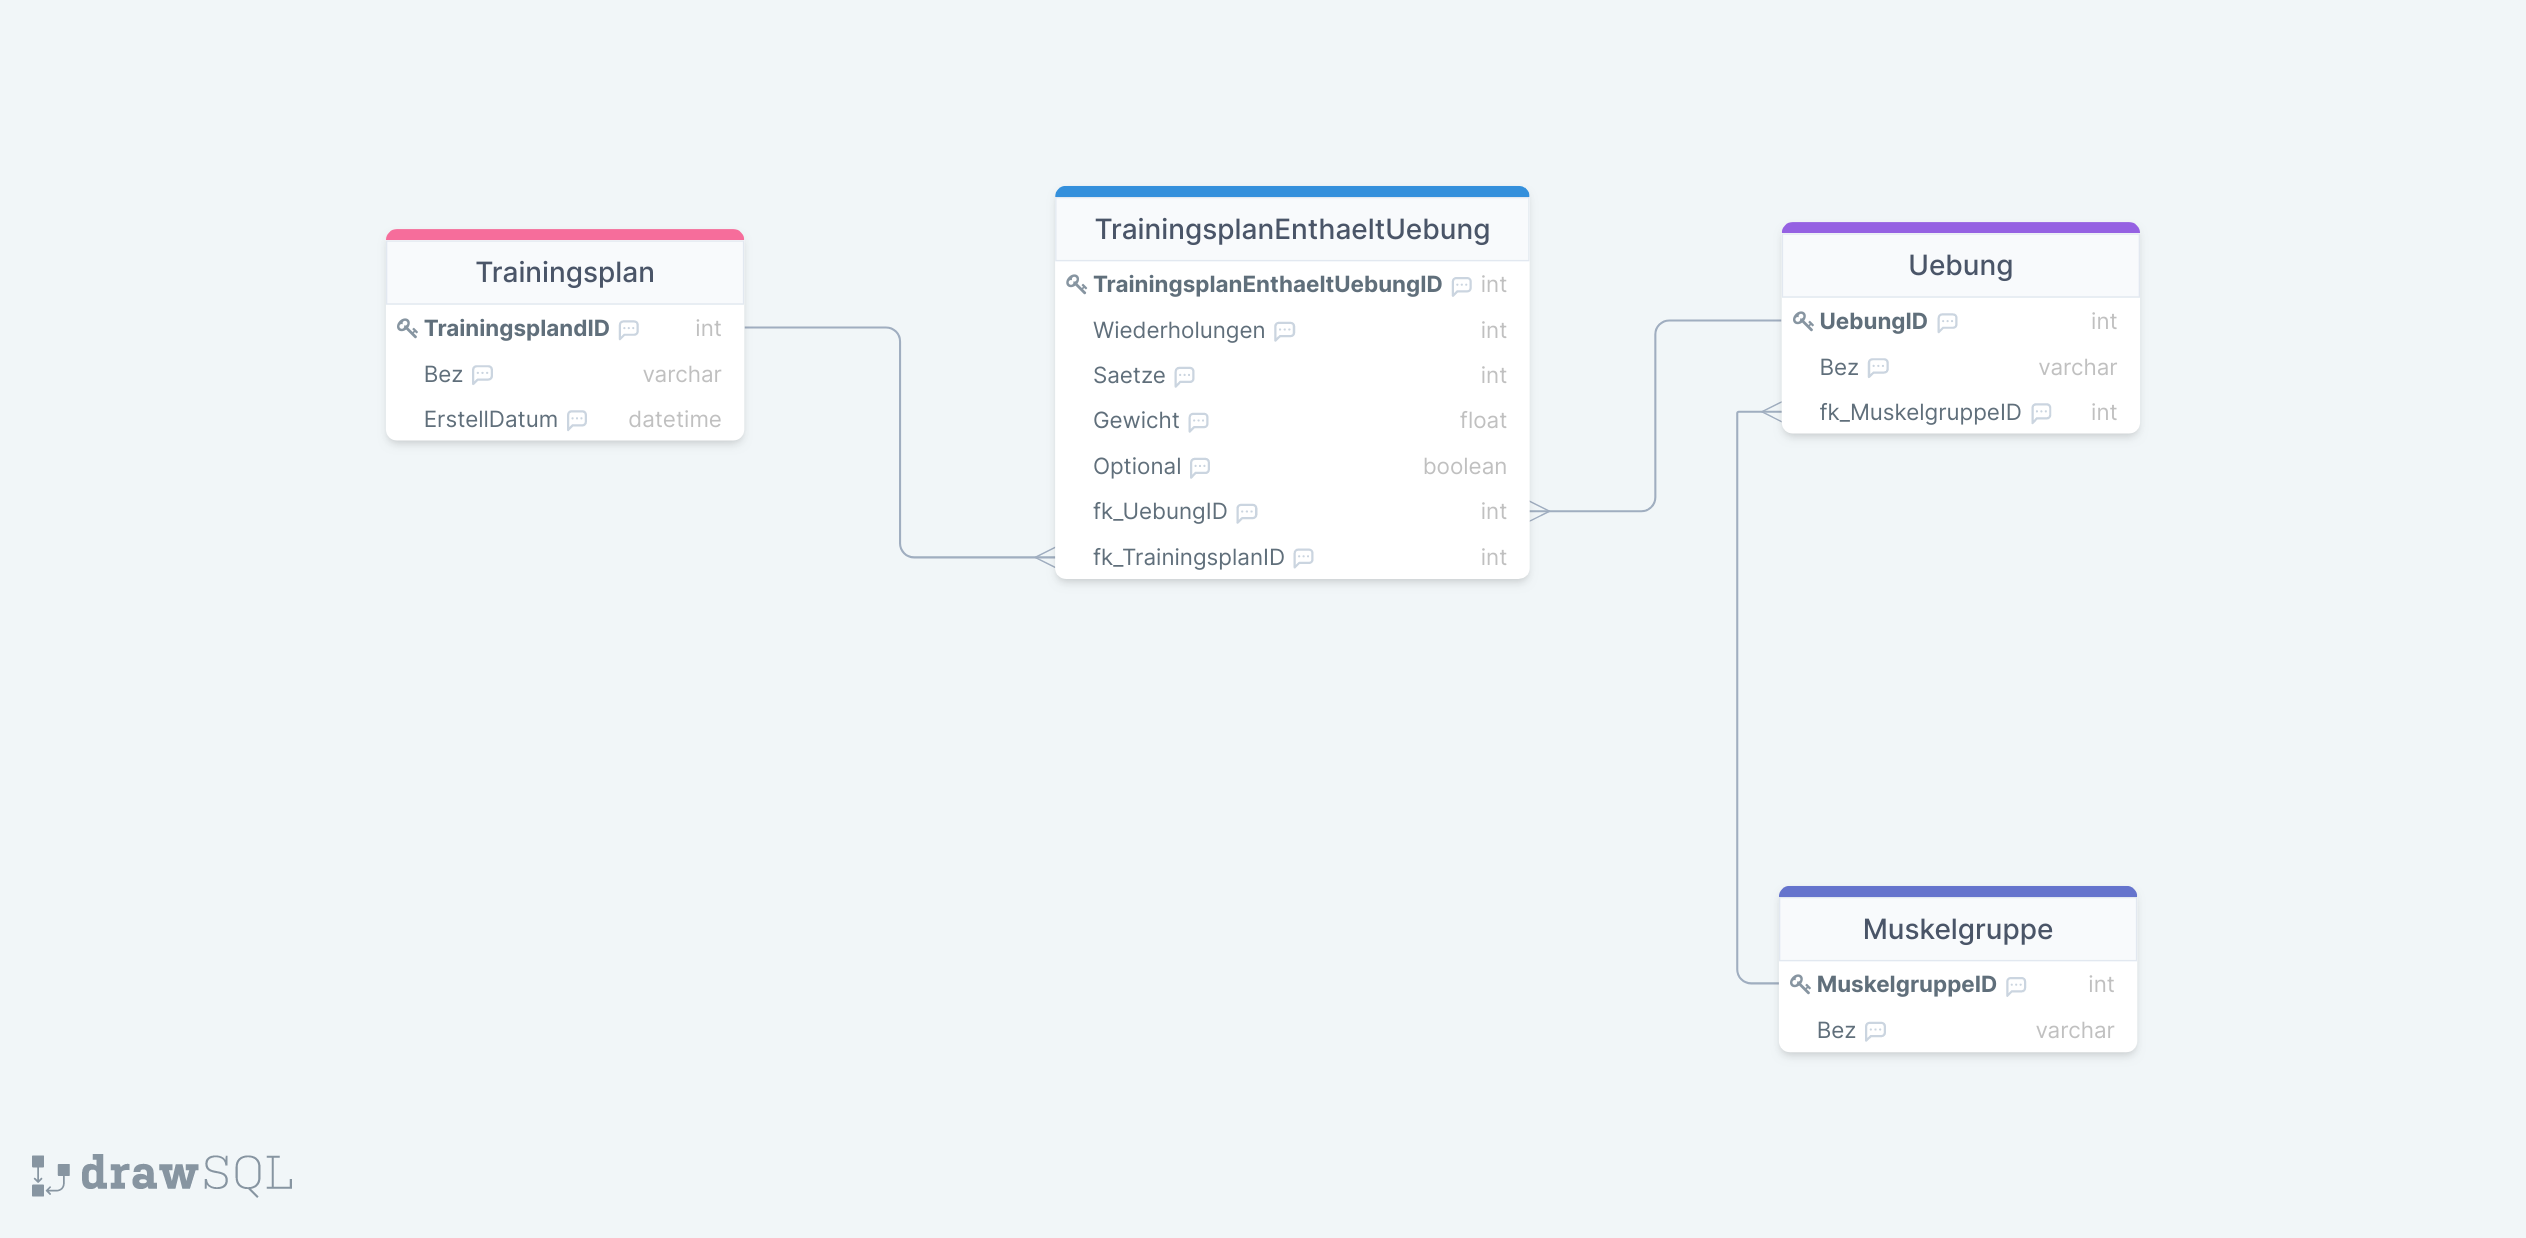 Trainingsplan
TrainingsplandID int
Bez varchar
ErstellDatum datetime
TrainingsplanEnthaeltUebung
TrainingsplanEnthaeltUebungID int
Wiederholungen int
Saetze int
Gewicht float
Optional boolean
fk_UebungID int
fk_TrainingsplanID int
Uebung
UebungID int
Bez varchar
fk_MuskelgruppeID int
Muskelgruppe
MuskelgruppeID int
Bez varchar
drawSQL